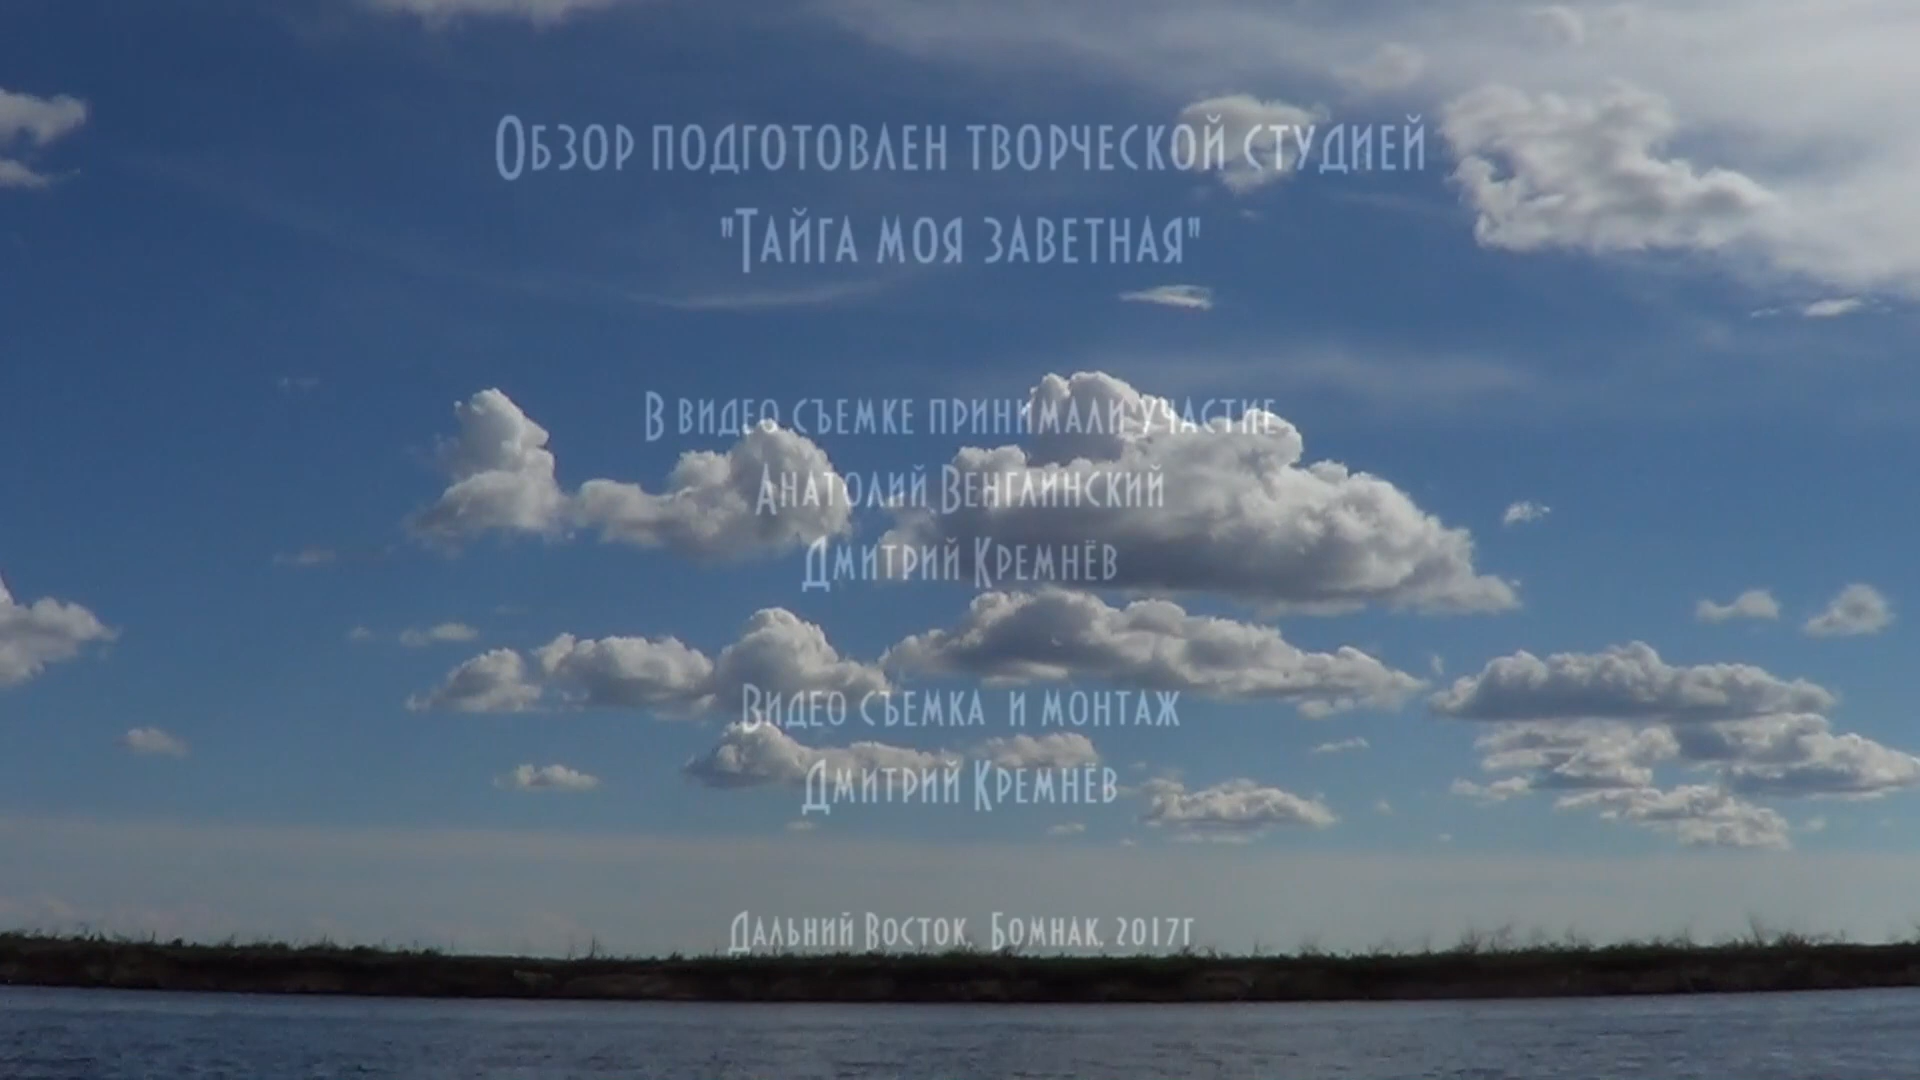 Обзор подготовлен творческой студией
"Тайга моя заветная"
В видео съемке принимали участие
Анатолий Венглинский
Дмитрий Кремнёв
Видео съемка и монтаж
Дмитрий Кремнёв
Дальний Восток, Бомнак, 2017г